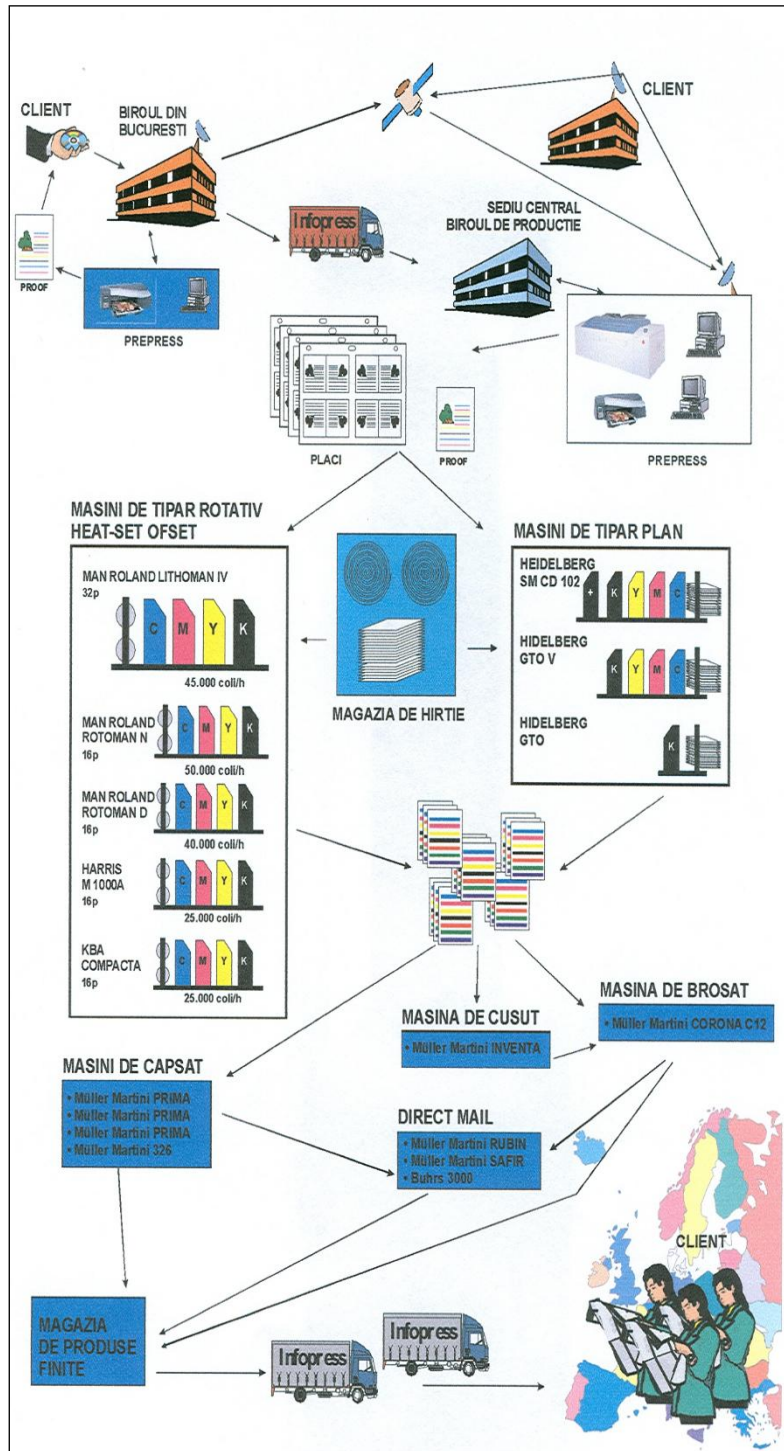 CLIENT
BIROUL DIN
BUCURESTI
CLIENT
Infopress
SEDIU CENTRAL
BIROUL DE PRODUCTIE
PROOF
PREPRESS
PLACI
PROOF
PREPRESS
MASINI DE TIPAR ROTATIV
HEAT-SET OFSET
MAN ROLAND LITHOMAN IV
32p
C M Y K
45.000 coli/h
MAN ROLAND
ROTOMAN N
16p
C M Y K
50.000 coli/h
MAN ROLAND
ROTOMAN D
16p
C M Y K
40.000 coli/h
HARRIS
M 1000A
16p
C M Y K
25.000 coli/h
KBA
COMPACTA
16p
C M Y K
25.000 coli/h
MAGAZIA DE HIRTIE
MASINI DE TIPAR PLAN
HEIDELBERG
SM CD 102
+ K Y M C
HIDELBERG
GTO V
K Y M C
HIDELBERG
GTO
K
MASINA DE CUSUT
• Müller Martini INVENTA
MASINA DE BROSAT
• Müller Martini CORONA C12
MASINI DE CAPSAT
• Müller Martini PRIMA
• Müller Martini PRIMA
• Müller Martini PRIMA
• Müller Martini 326
DIRECT MAIL
• Müller Martini RUBIN
• Müller Martini SAFIR
• Buhrs 3000
CLIENT
MAGAZIA
DE PRODUSE
FINITE
Infopress
Infopress